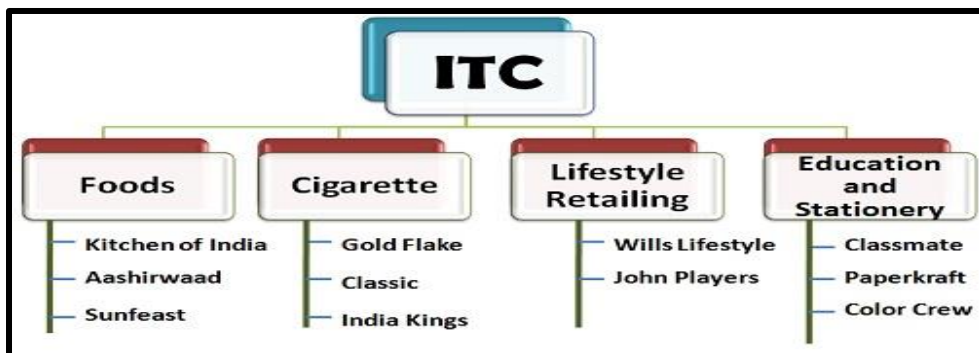 ITC
Foods
Kitchen of India
Aashirwaad
Sunfeast
Cigarette
Gold Flake
Classic
India Kings
Lifestyle
Retailing
Wills Lifestyle
John Players
Education
and
Stationery
Classmate
Paperkraft
Color Crew